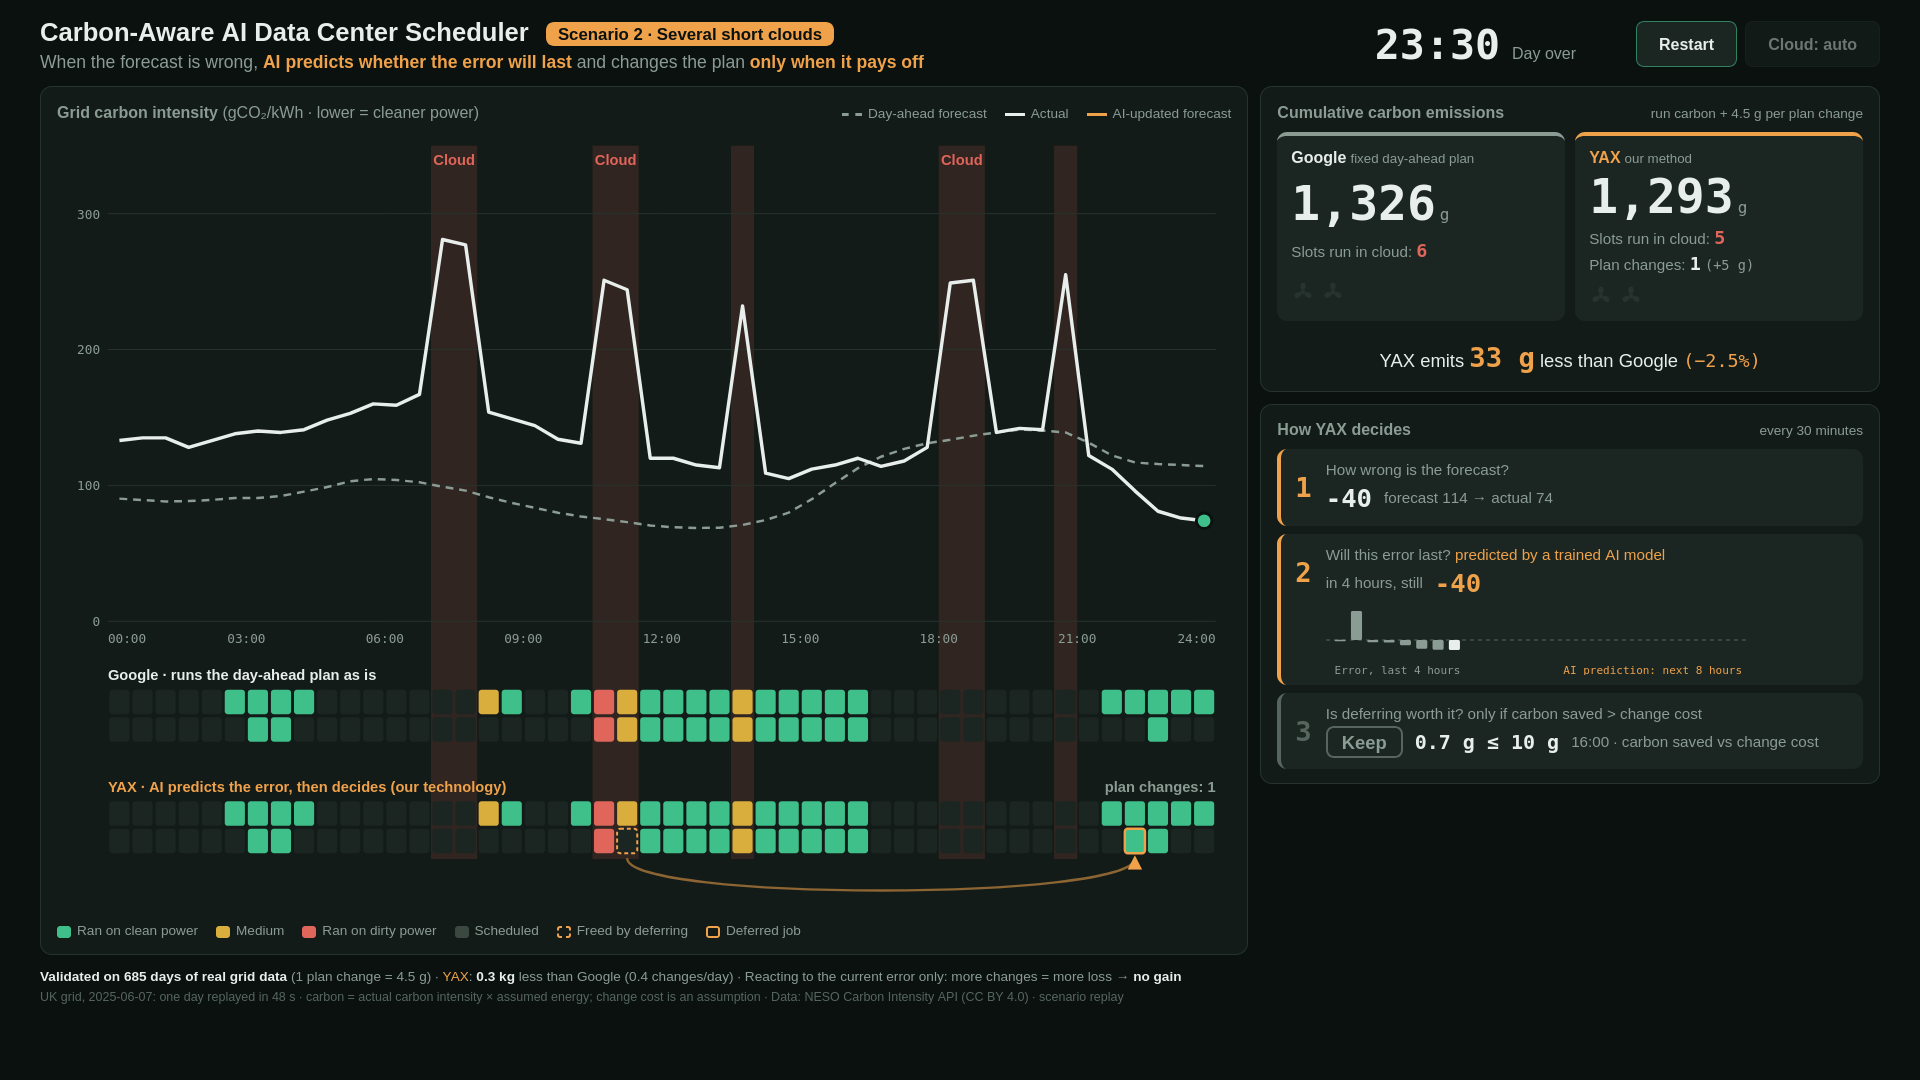 Carbon-Aware AI Data Center Scheduler
Scenario 2 · Several short clouds
When the forecast is wrong, AI predicts whether the error will last and changes the plan only when it pays off
23:30 Day over
Restart
Cloud: auto
Grid carbon intensity (gCO₂/kWh · lower = cleaner power)
Day-ahead forecast
Actual
AI-updated forecast
Cloud
Cloud
Cloud
300
200
100
0
00:00
03:00
06:00
09:00
12:00
15:00
18:00
21:00
24:00
Google · runs the day-ahead plan as is
YAX · AI predicts the error, then decides (our technology)
plan changes: 1
Ran on clean power
Medium
Ran on dirty power
Scheduled
Freed by deferring
Deferred job
Cumulative carbon emissions
run carbon + 4.5 g per plan change
Google fixed day-ahead plan
1,326 g
Slots run in cloud: 6
YAX our method
1,293 g
Slots run in cloud: 5
Plan changes: 1 (+5 g)
YAX emits 33 g less than Google (−2.5%)
How YAX decides
every 30 minutes
1
How wrong is the forecast?
-40 forecast 114 → actual 74
2
Will this error last? predicted by a trained AI model
in 4 hours, still -40
Error, last 4 hours
AI prediction: next 8 hours
3
Is deferring worth it? only if carbon saved > change cost
Keep 0.7 g ≤ 10 g 16:00 · carbon saved vs change cost
Validated on 685 days of real grid data (1 plan change = 4.5 g) · YAX: 0.3 kg less than Google (0.4 changes/day) · Reacting to the current error only: more changes = more loss → no gain
UK grid, 2025-06-07: one day replayed in 48 s · carbon = actual carbon intensity × assumed energy; change cost is an assumption · Data: NESO Carbon Intensity API (CC BY 4.0) · scenario replay